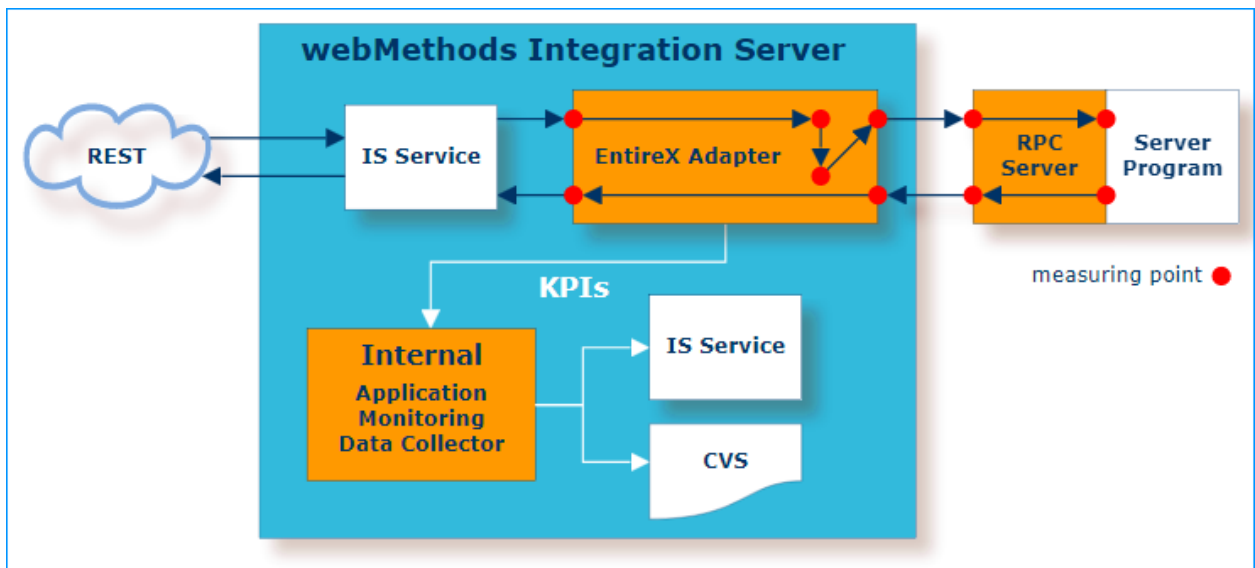 webMethods Integration Server
REST
IS Service
EntireX Adapter
RPC
Server
Server
Program
measuring point
KPIs
Internal
Application
Monitoring
Data Collector
IS Service
CVS